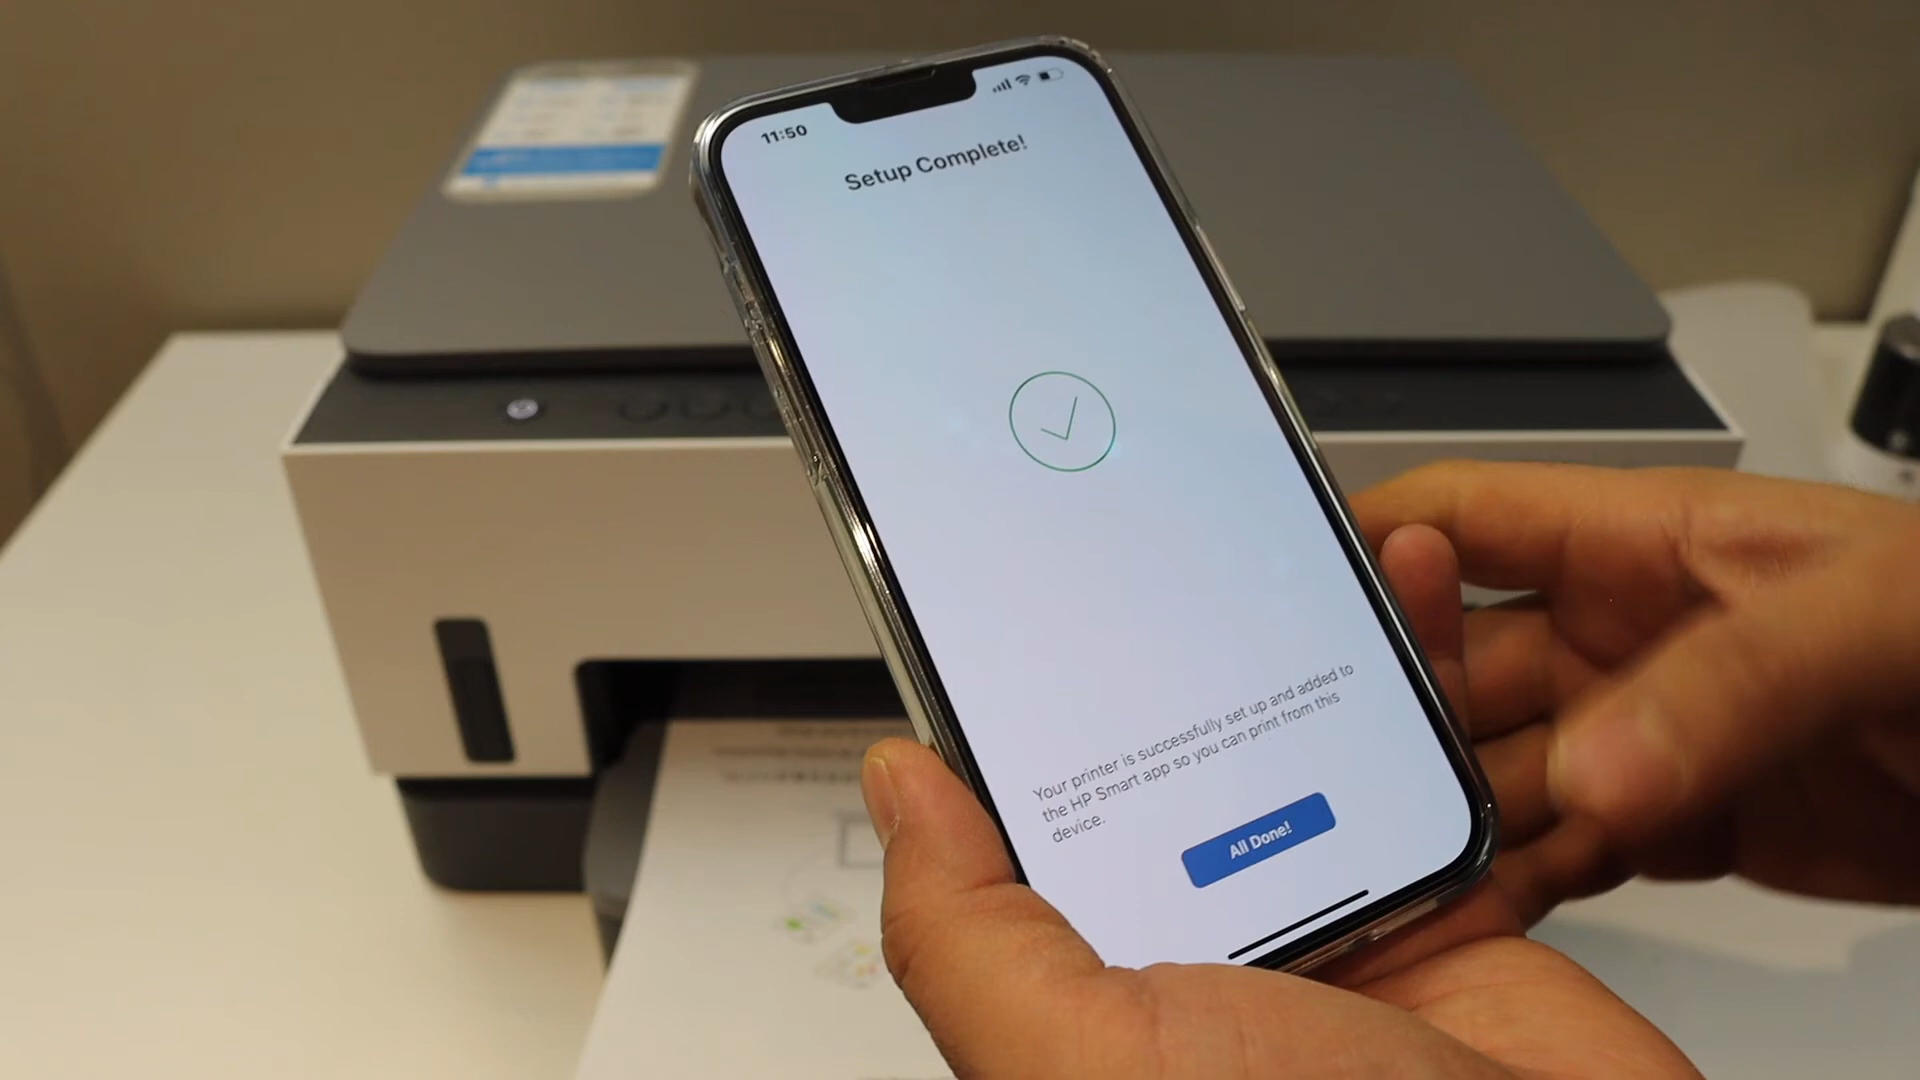 11:50
Setup Complete!
Your printer is successfully set up and added to
the HP Smart app so you can print from this
device.
All Done!